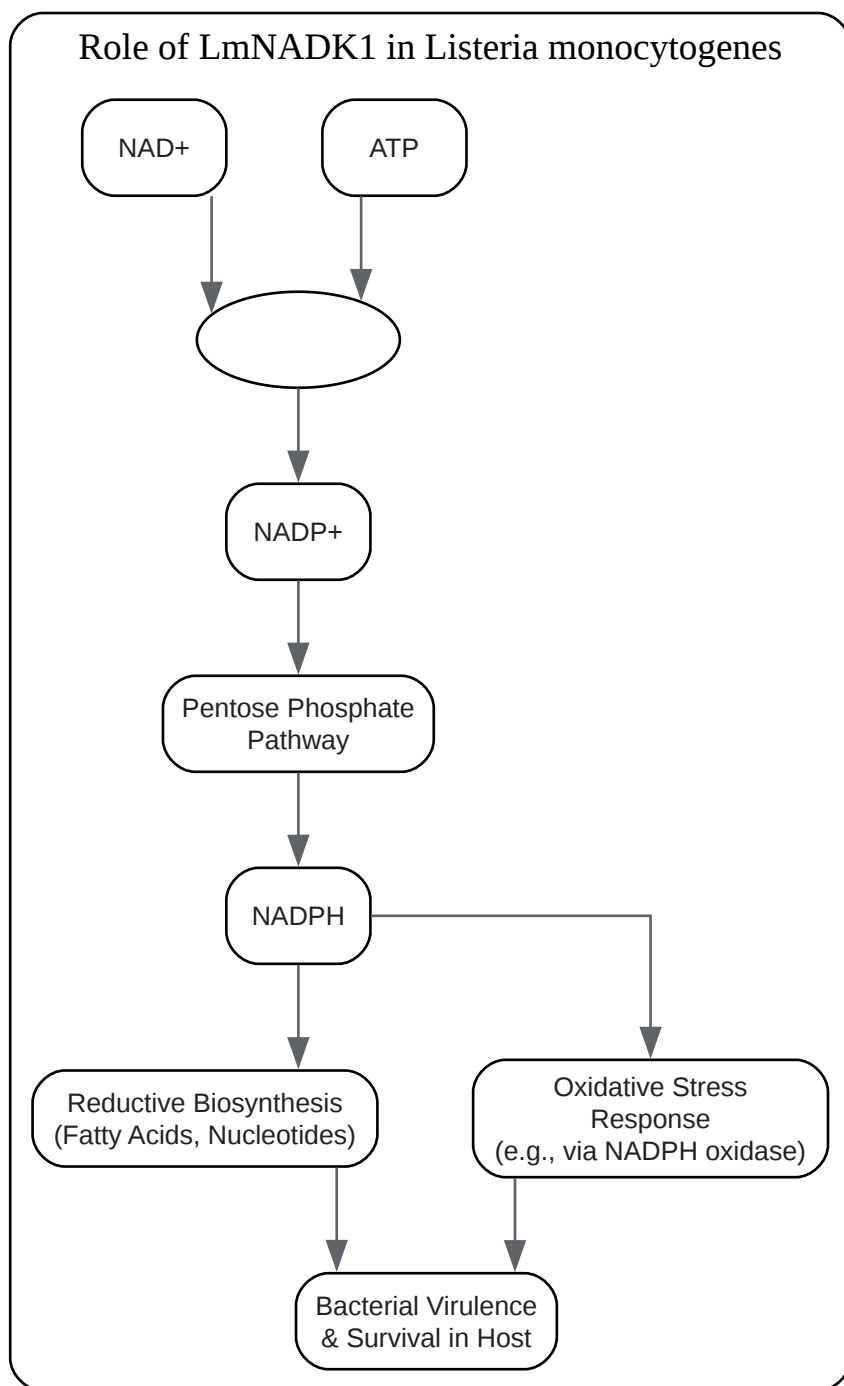 Role of LmNADK1 in Listeria monocytogenes
NAD+
ATP
NADP+
Pentose Phosphate
Pathway
NADPH
Reductive Biosynthesis
(Fatty Acids, Nucleotides)
Oxidative Stress
Response
(e.g., via NADPH oxidase)
Bacterial Virulence
& Survival in Host